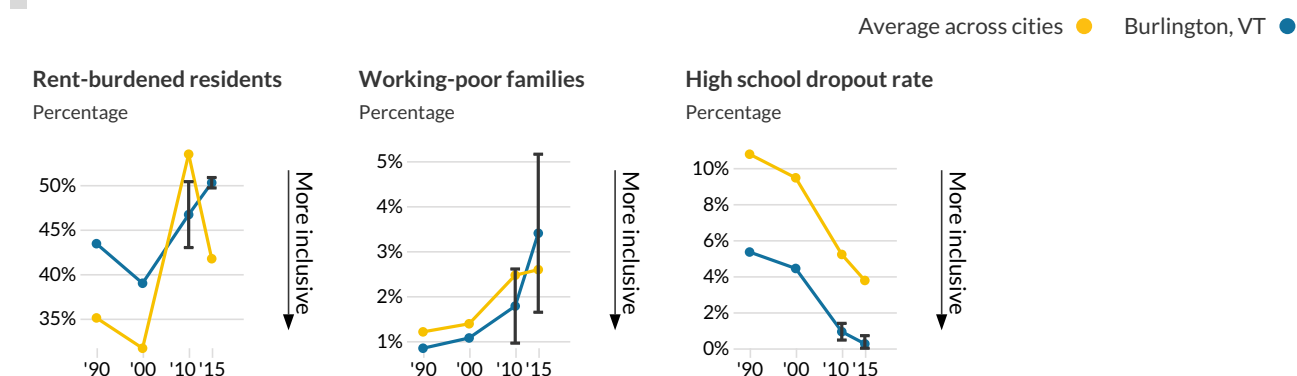 Average across cities Burlington, VT
Rent-burdened residents
Percentage
50%
45%
40%
35%
'90 '00 '10 '15
More inclusive
Working-poor families
Percentage
5%
4%
3%
2%
1%
'90 '00 '10 '15
More inclusive
High school dropout rate
Percentage
10%
8%
6%
4%
2%
0%
'90 '00 '10 '15
More inclusive